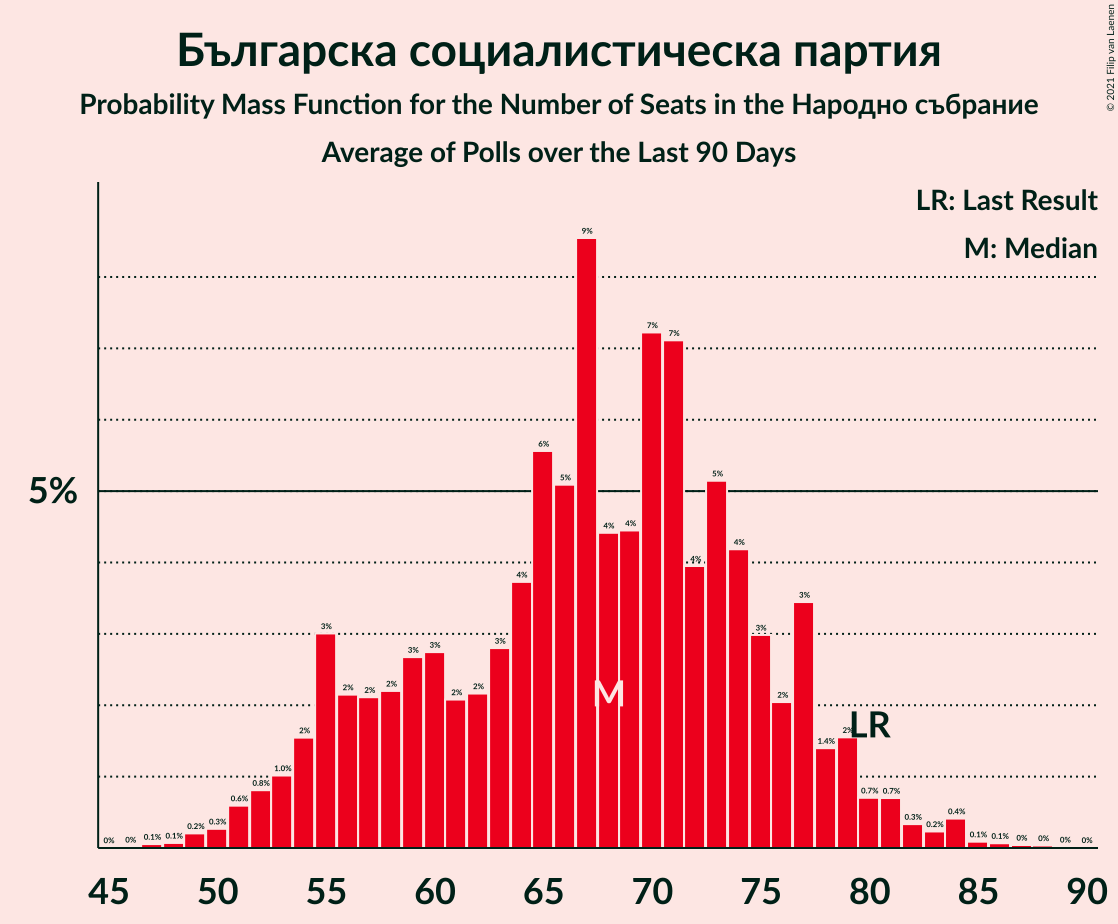 Българска социалистическа партия
Probability Mass Function for the Number of Seats in the Народно събрание
Average of Polls over the Last 90 Days
© 2021 Filip van Laenen
LR: Last Result
M: Median
5%
0% 0% 0.1% 0.1% 0.2% 0.3% 0.6% 0.8% 1.0% 2% 3% 2% 2% 2% 3% 3% 2% 2% 3% 4% 6% 5% 9% 4% 4% 7% 7% 4% 5% 4% 3% 2% 3% 1.4% 2% 0.7% 0.7% 0.3% 0.2% 0.4% 0.1% 0.1% 0% 0% 0% 0%
M
LR
45 50 55 60 65 70 75 80 85 90